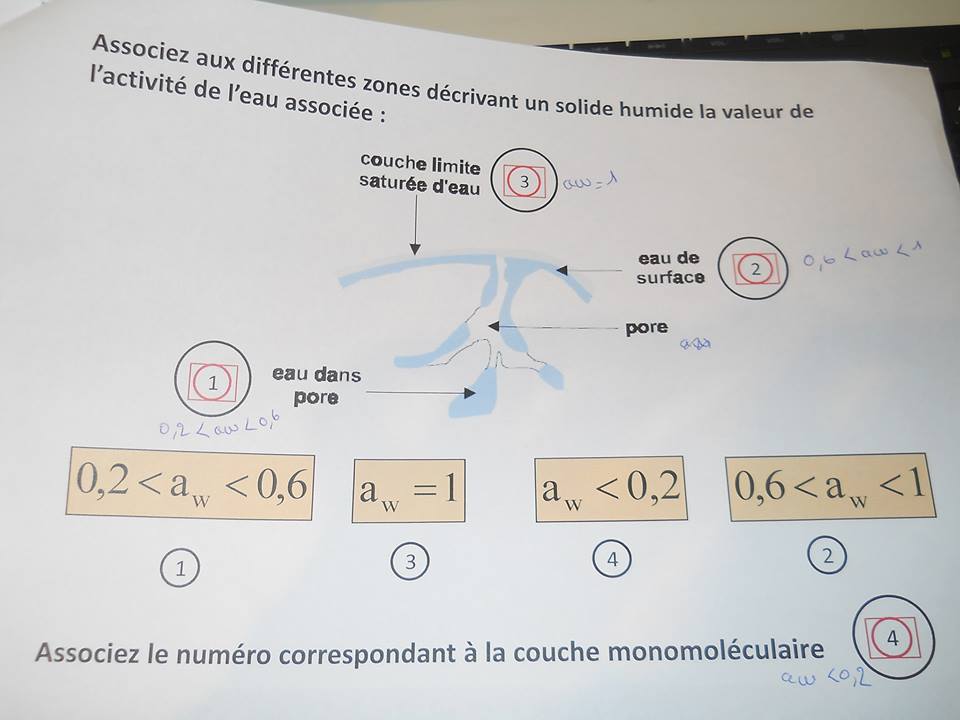 Associez aux différentes zones décrivant un solide humide la valeur de
l'activité de l'eau associée :
couche limite
saturée d'eau
3
aw = 1
eau de
surface
2
0,6 < aw < 1
pore
1
eau dans
pore
0,2 < aw < 0,6
0,2 < a_w < 0,6
a_w = 1
a_w < 0,2
0,6 < a_w < 1
1
3
4
2
Associez le numéro correspondant à la couche monomoléculaire
4
aw < 0,2